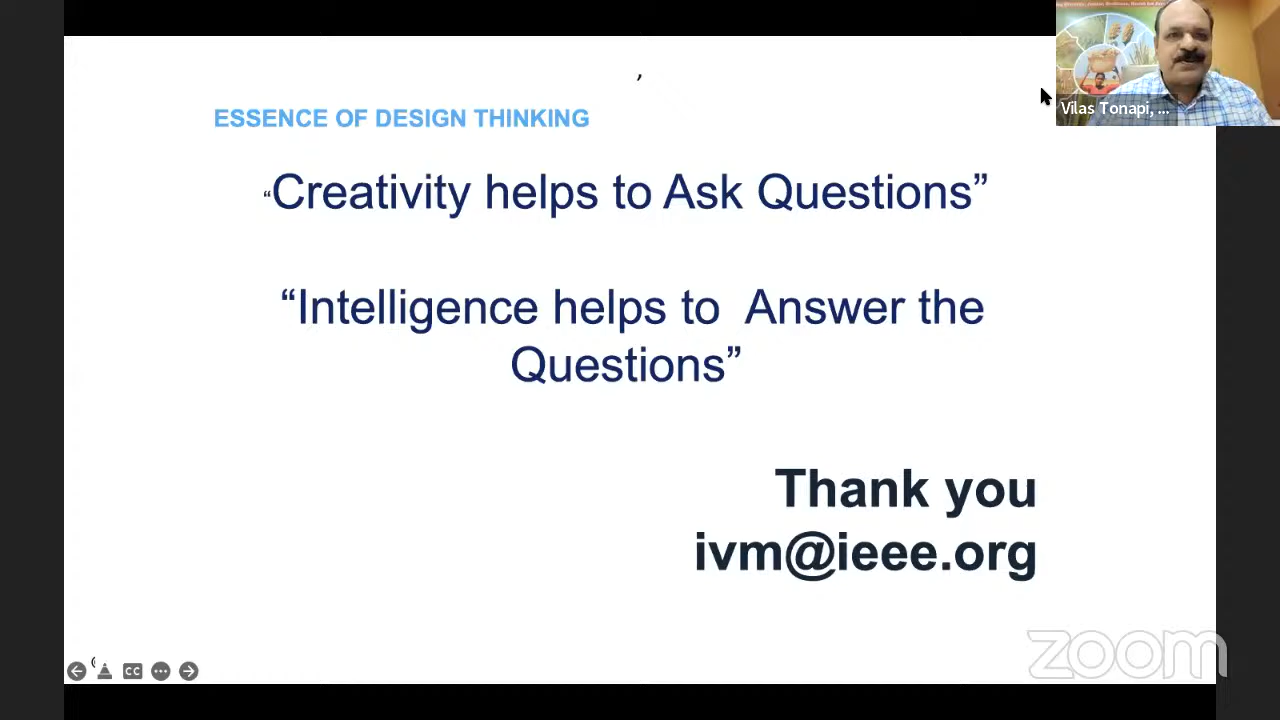 ,
Vilas Tonapi, ...
ESSENCE OF DESIGN THINKING
“Creativity helps to Ask Questions”
“Intelligence helps to  Answer the
Questions”
Thank you
ivm@ieee.org
zoom
CC